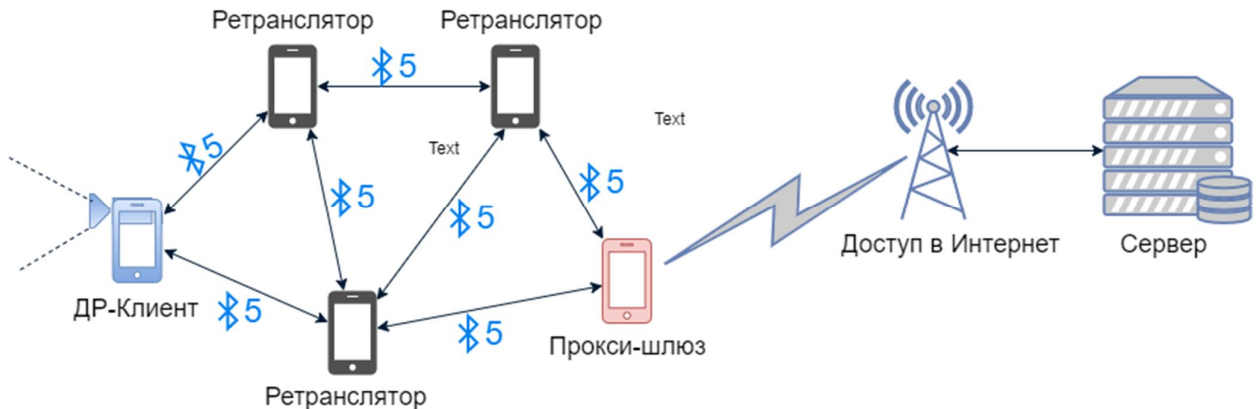 Ретранслятор
Ретранслятор
5
Text
5
Text
5
5
5
ДР-Клиент
5
5
Прокси-шлюз
Доступ в Интернет
Сервер
Ретранслятор